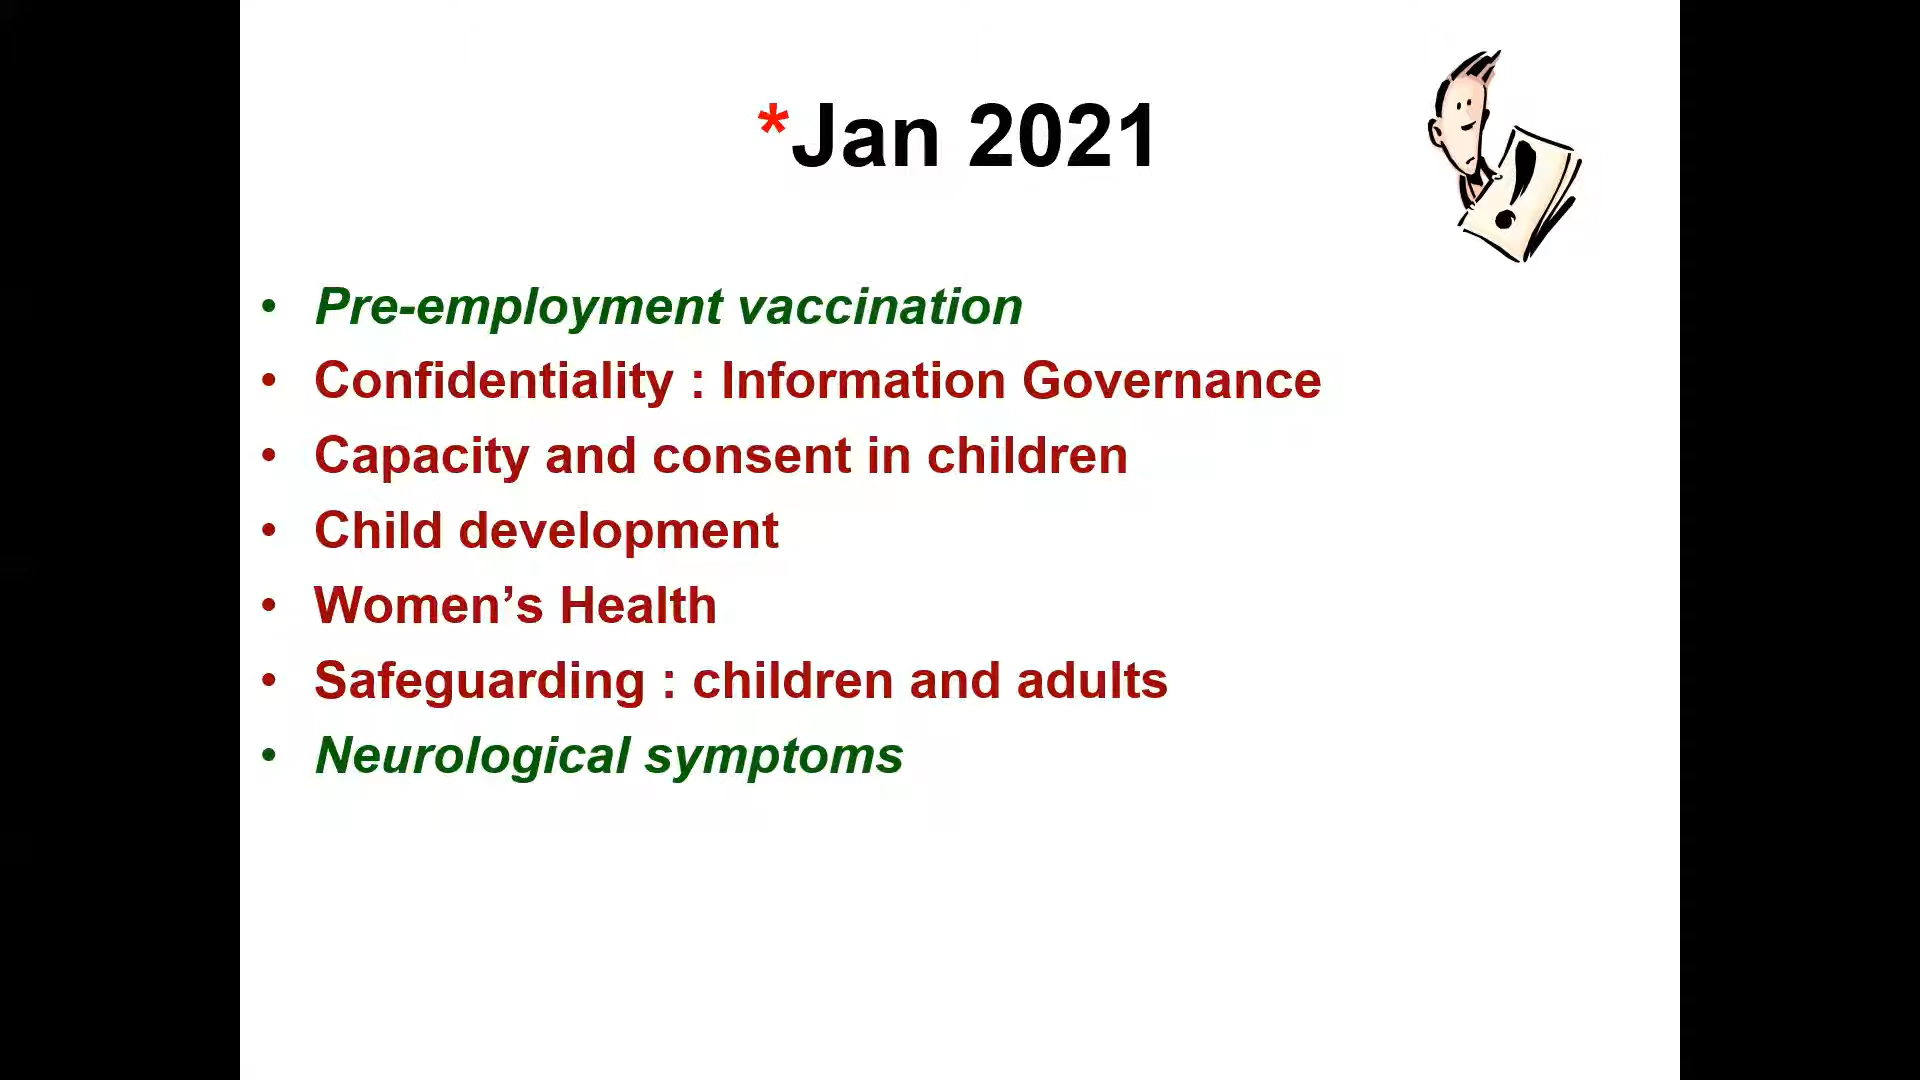 *Jan 2021
• Pre-employment vaccination
• Confidentiality : Information Governance
• Capacity and consent in children
• Child development
• Women’s Health
• Safeguarding : children and adults
• Neurological symptoms